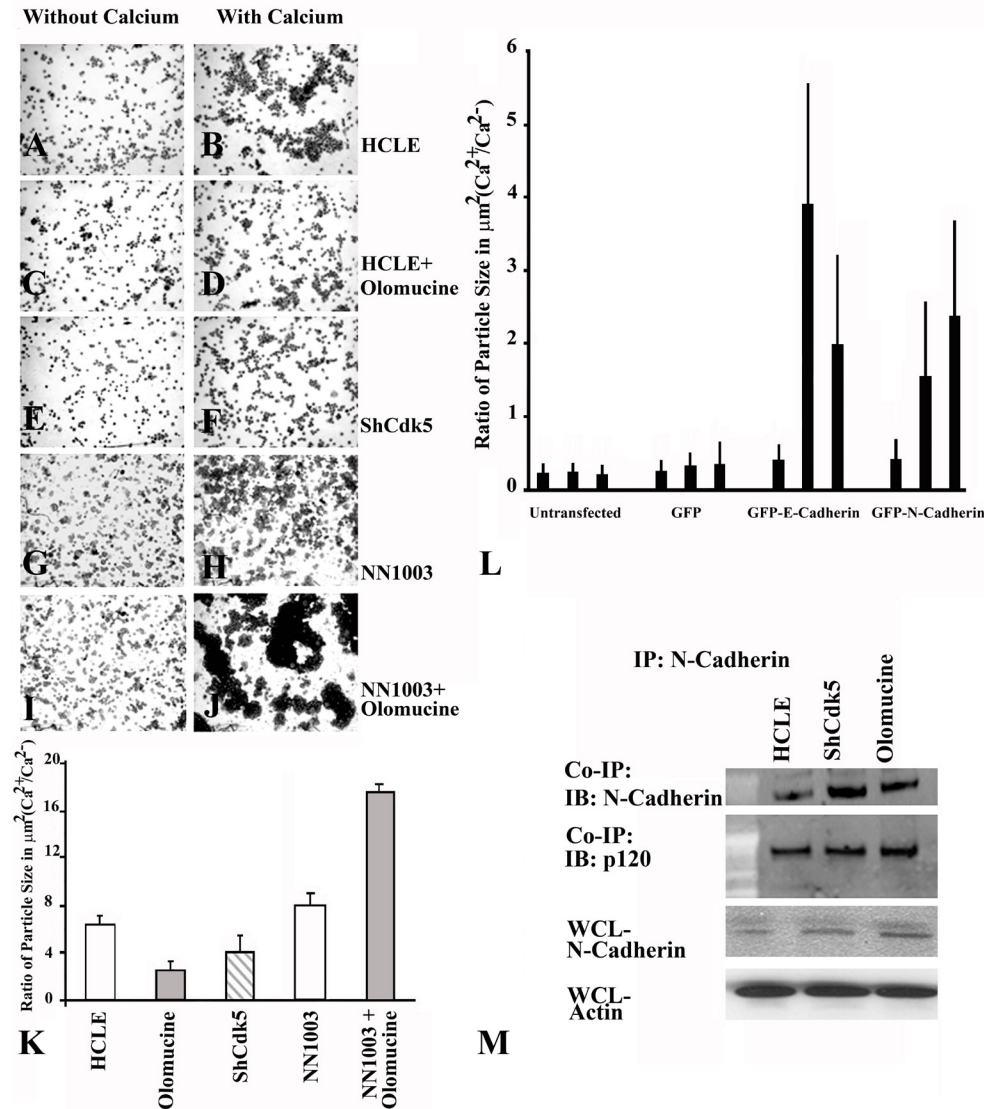 Without Calcium
With Calcium
A
B
HCLE
C
D
HCLE+
Olomucine
E
F
ShCdk5
G
H
NN1003
I
J
NN1003+
Olomucine
Ratio of Particle Size in μm2(Ca2+/Ca2-)
20
16
12
8
4
0
HCLE
Olomucine
ShCdk5
NN1003
NN1003 +
Olomucine
K
Ratio of Particle Size in μm2(Ca2+/Ca2-)
6
5
4
3
2
1
0
Untransfected
GFP
GFP-E-Cadherin
GFP-N-Cadherin
L
IP: N-Cadherin
HCLE
ShCdk5
Olomucine
Co-IP:
IB: N-Cadherin
Co-IP:
IB: p120
WCL-
N-Cadherin
WCL-
Actin
M